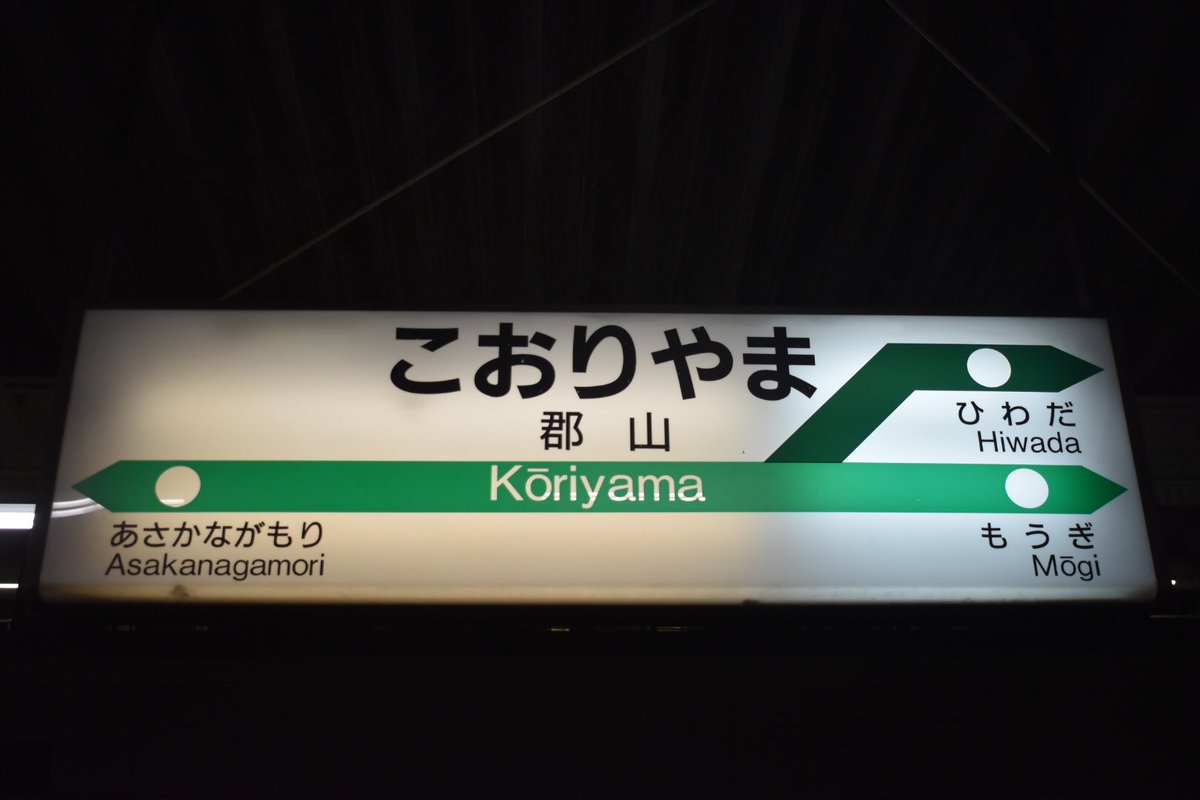 こおりやま
郡山
Kōriyama
ひわだ
Hiwada
あさかながもり
Asakanagamori
もうぎ
Mōgi